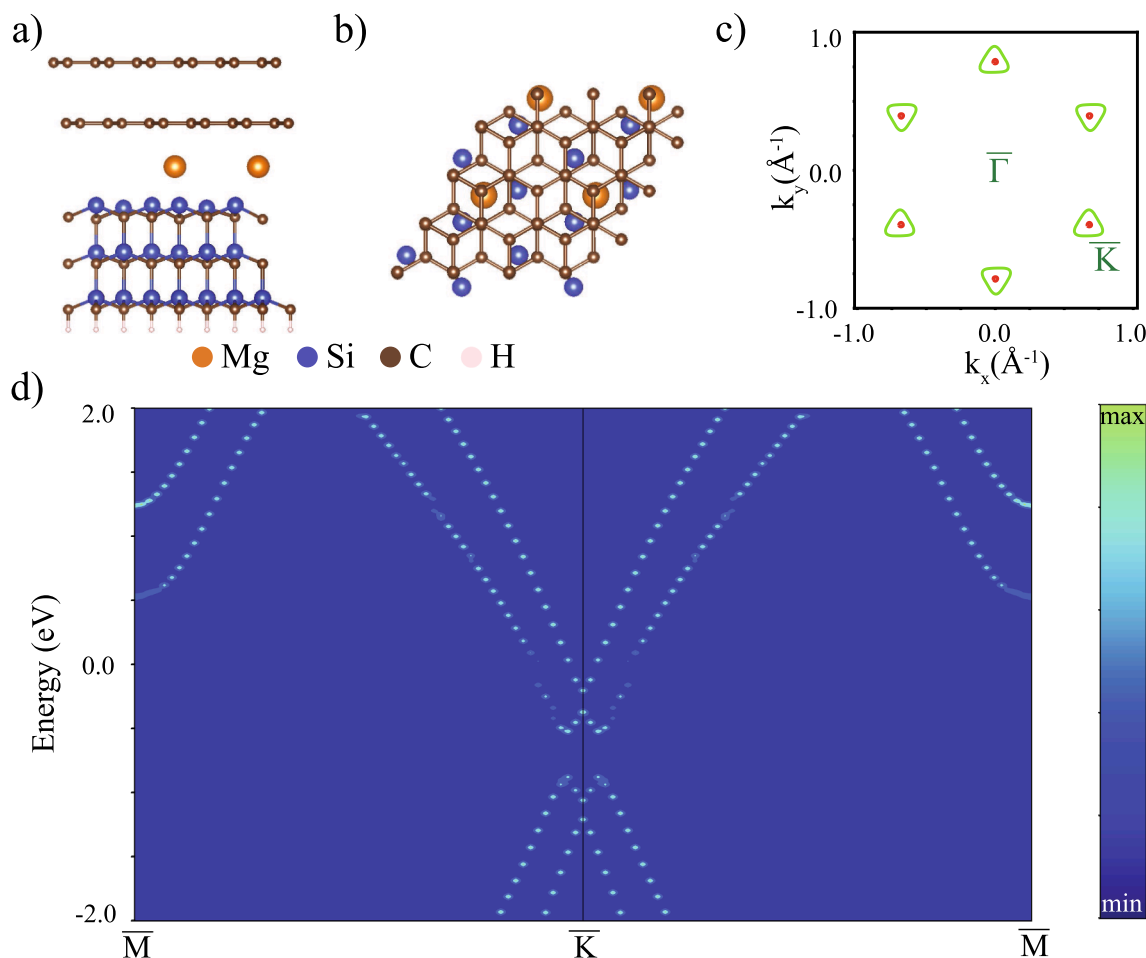 a)
b)
c)
1.0
0.0
-1.0
k_y(Å⁻¹)
Γ̅
K̅
-1.0
0.0
1.0
k_x(Å⁻¹)
Mg
Si
C
H
d)
2.0
0.0
-2.0
Energy (eV)
M̅
K̅
M̅
max
min